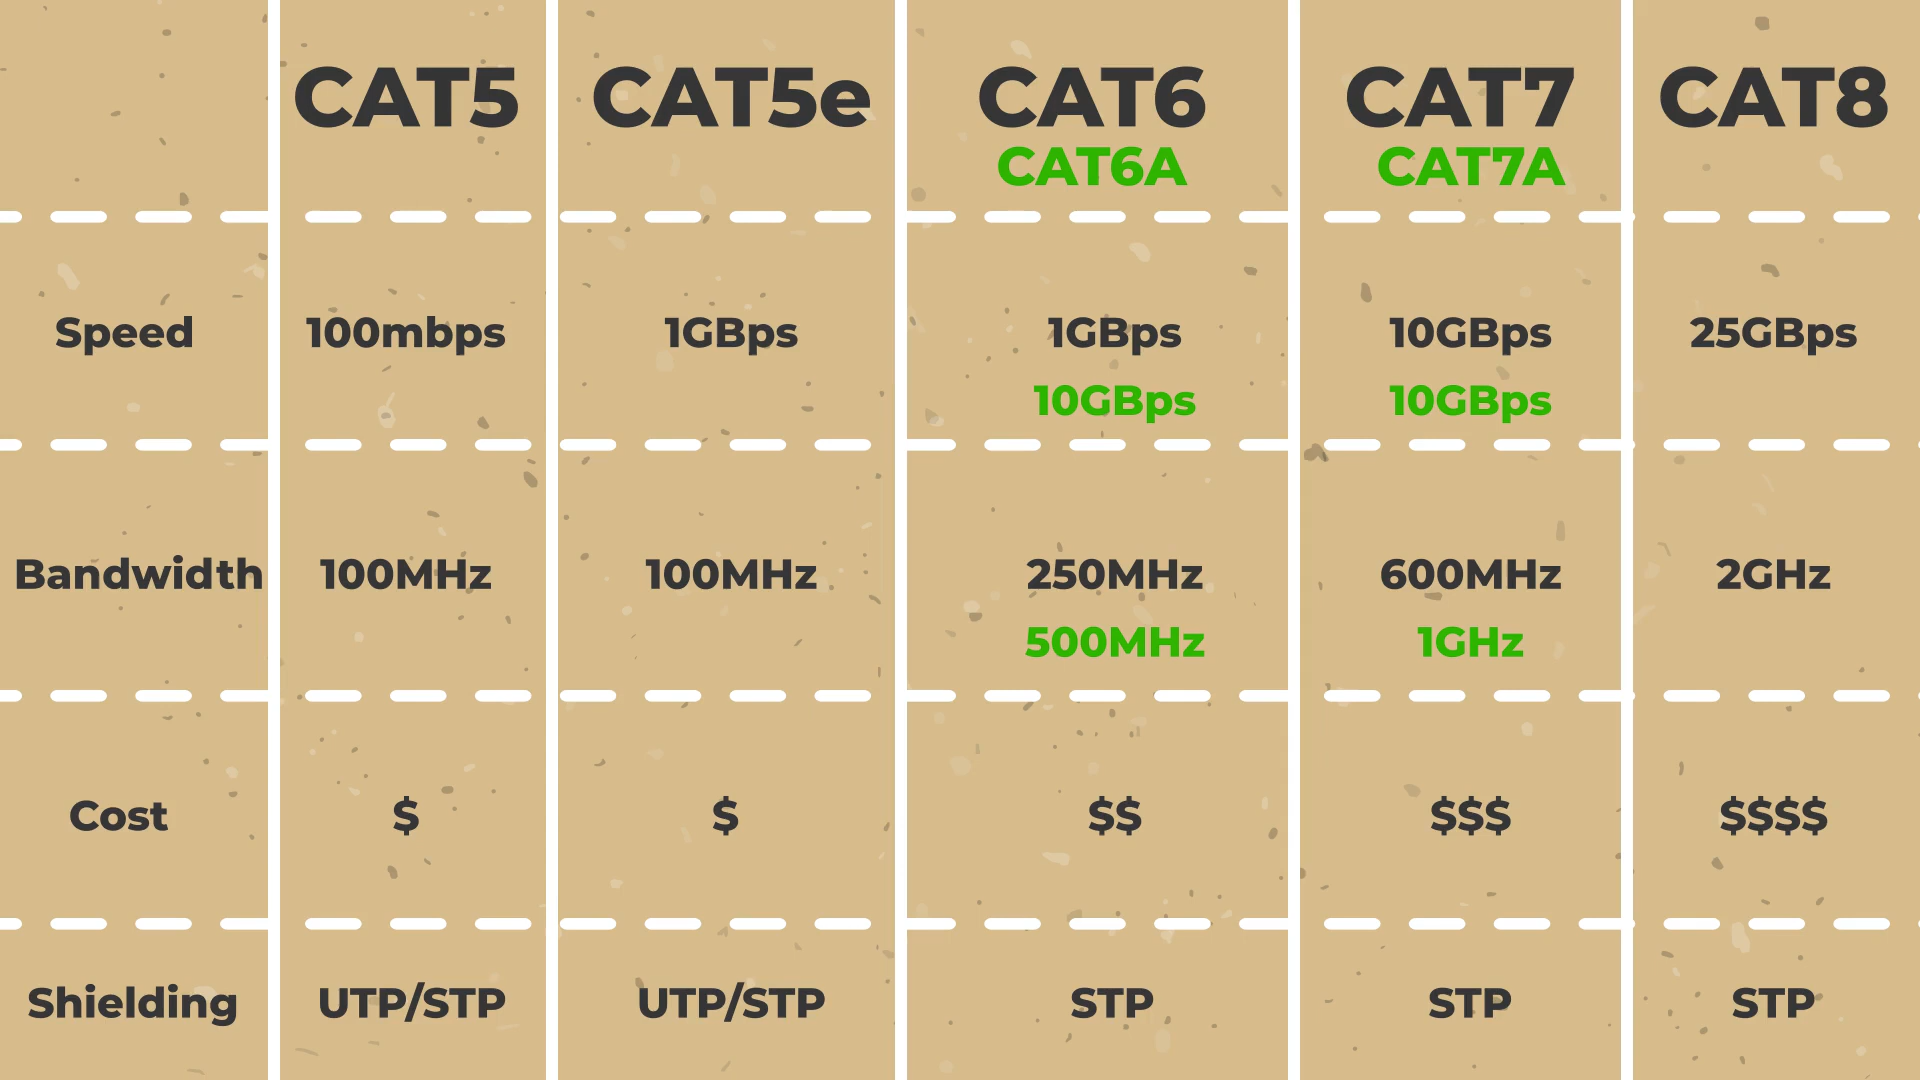 CAT5 CAT5e CAT6 CAT7 CAT8
CAT6A CAT7A
Speed 100mbps 1GBps 1GBps 10GBps 25GBps
10GBps 10GBps
Bandwidth 100MHz 100MHz 250MHz 600MHz 2GHz
500MHz 1GHz
Cost $ $ $$ $$$ $$$$
Shielding UTP/STP UTP/STP STP STP STP